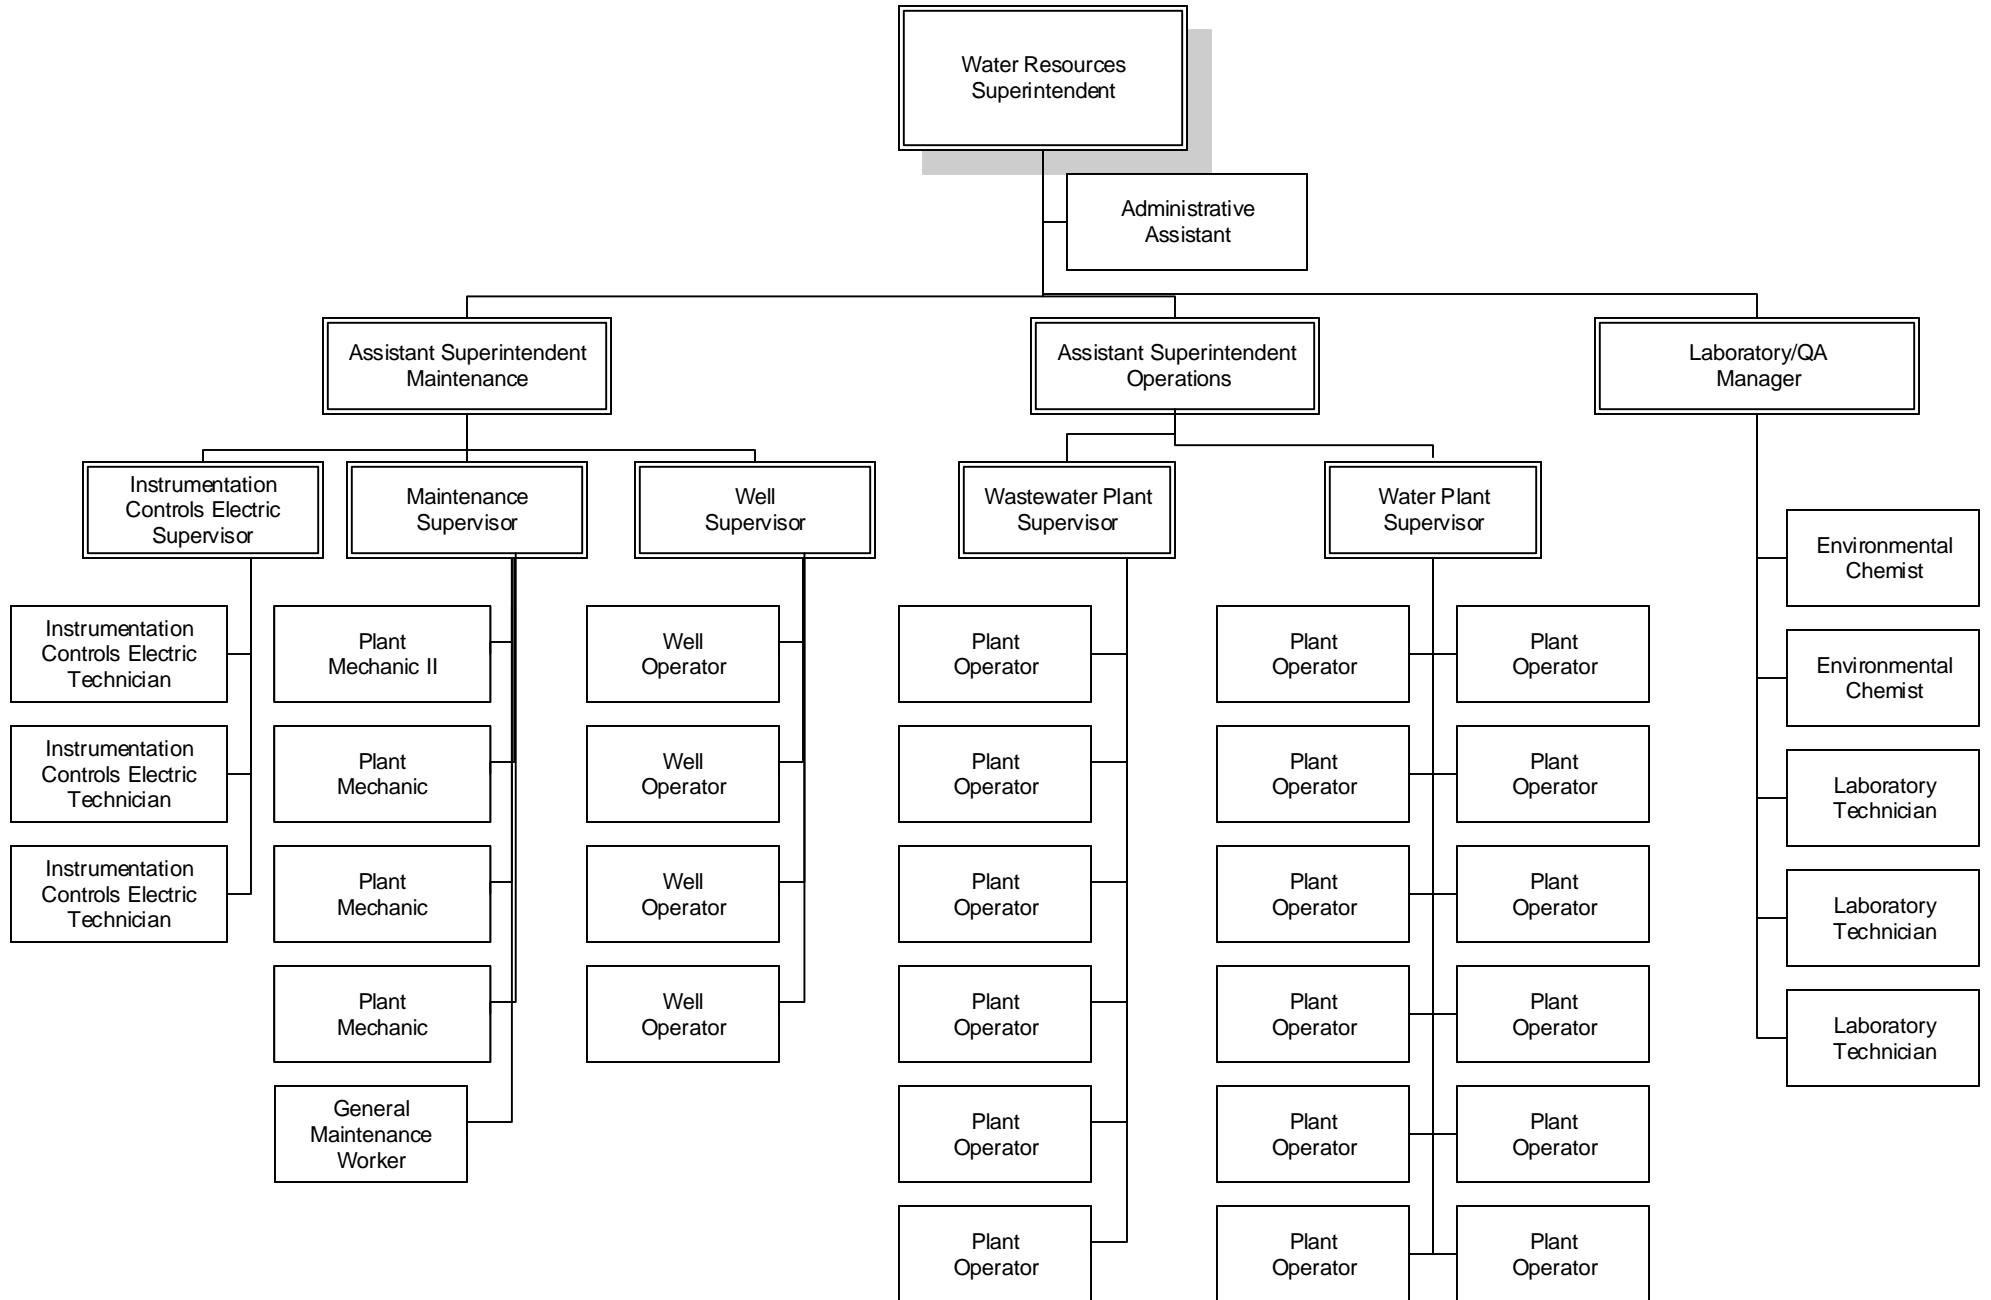 Water Resources
Superintendent
Administrative
Assistant
Assistant Superintendent
Maintenance
Assistant Superintendent
Operations
Laboratory/QA
Manager
Instrumentation
Controls Electric
Supervisor
Maintenance
Supervisor
Well
Supervisor
Wastewater Plant
Supervisor
Water Plant
Supervisor
Instrumentation
Controls Electric
Technician
Instrumentation
Controls Electric
Technician
Instrumentation
Controls Electric
Technician
Plant
Mechanic II
Plant
Mechanic
Plant
Mechanic
Plant
Mechanic
General
Maintenance
Worker
Well
Operator
Well
Operator
Well
Operator
Well
Operator
Plant
Operator
Plant
Operator
Plant
Operator
Plant
Operator
Plant
Operator
Plant
Operator
Plant
Operator
Plant
Operator
Plant
Operator
Plant
Operator
Plant
Operator
Plant
Operator
Plant
Operator
Plant
Operator
Plant
Operator
Plant
Operator
Plant
Operator
Plant
Operator
Environmental
Chemist
Environmental
Chemist
Laboratory
Technician
Laboratory
Technician
Laboratory
Technician